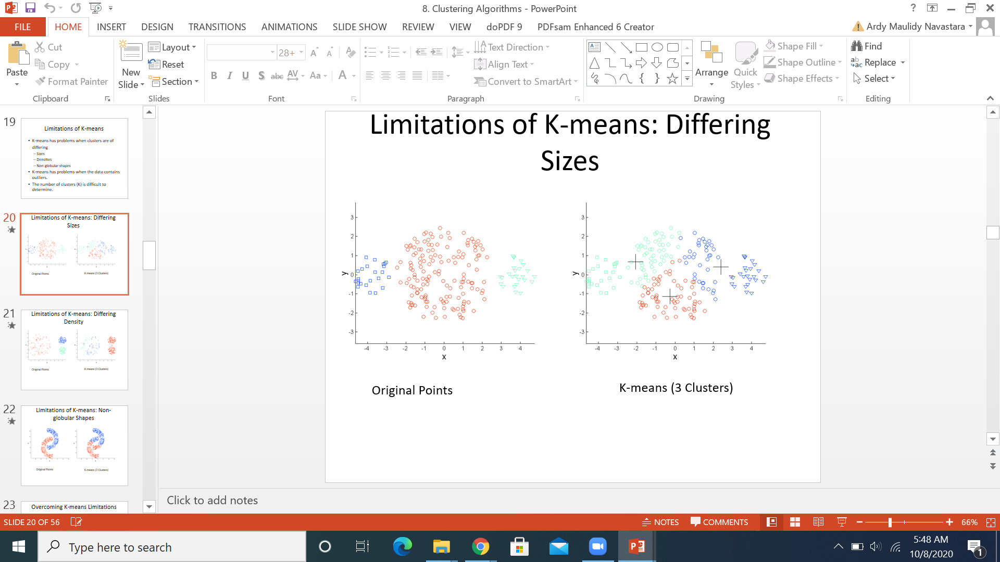 8. Clustering Algorithms - PowerPoint
?
FILE
HOME
INSERT
DESIGN
TRANSITIONS
ANIMATIONS
SLIDE SHOW
REVIEW
VIEW
doPDF 9
PDFsam Enhanced 6 Creator
Ardy Maulidy Navastara
Paste
Cut
Copy
Format Painter
Clipboard
New
Slide
Layout
Reset
Section
Slides
28+
B I U S abc AV Aa A
Font
Text Direction
Align Text
Convert to SmartArt
Paragraph
Arrange
Quick
Styles
Shape Fill
Shape Outline
Shape Effects
Drawing
Find
Replace
Select
Editing
19
Limitations of K-means
• K-means has problems when clusters are of
differing
– Sizes
– Densities
– Non-globular shapes
• K-means has problems when the data contains
outliers.
• The number of clusters (K) is difficult to
determine.
20
Limitations of K-means: Differing
Sizes
Original Points
K-means (3 Clusters)
21
Limitations of K-means: Differing
Density
Original Points
K-means (3 Clusters)
22
Limitations of K-means: Non-
globular Shapes
Original Points
K-means (2 Clusters)
23
Overcoming K-means Limitations
Limitations of K-means: Differing
Sizes
3
2
1
0
-1
-2
-3
y
-4 -3 -2 -1 0 1 2 3 4
x
Original Points
3
2
1
0
-1
-2
-3
y
-4 -3 -2 -1 0 1 2 3 4
x
K-means (3 Clusters)
Click to add notes
SLIDE 20 OF 56
NOTES
COMMENTS
66%
Type here to search
5:48 AM
10/8/2020
1